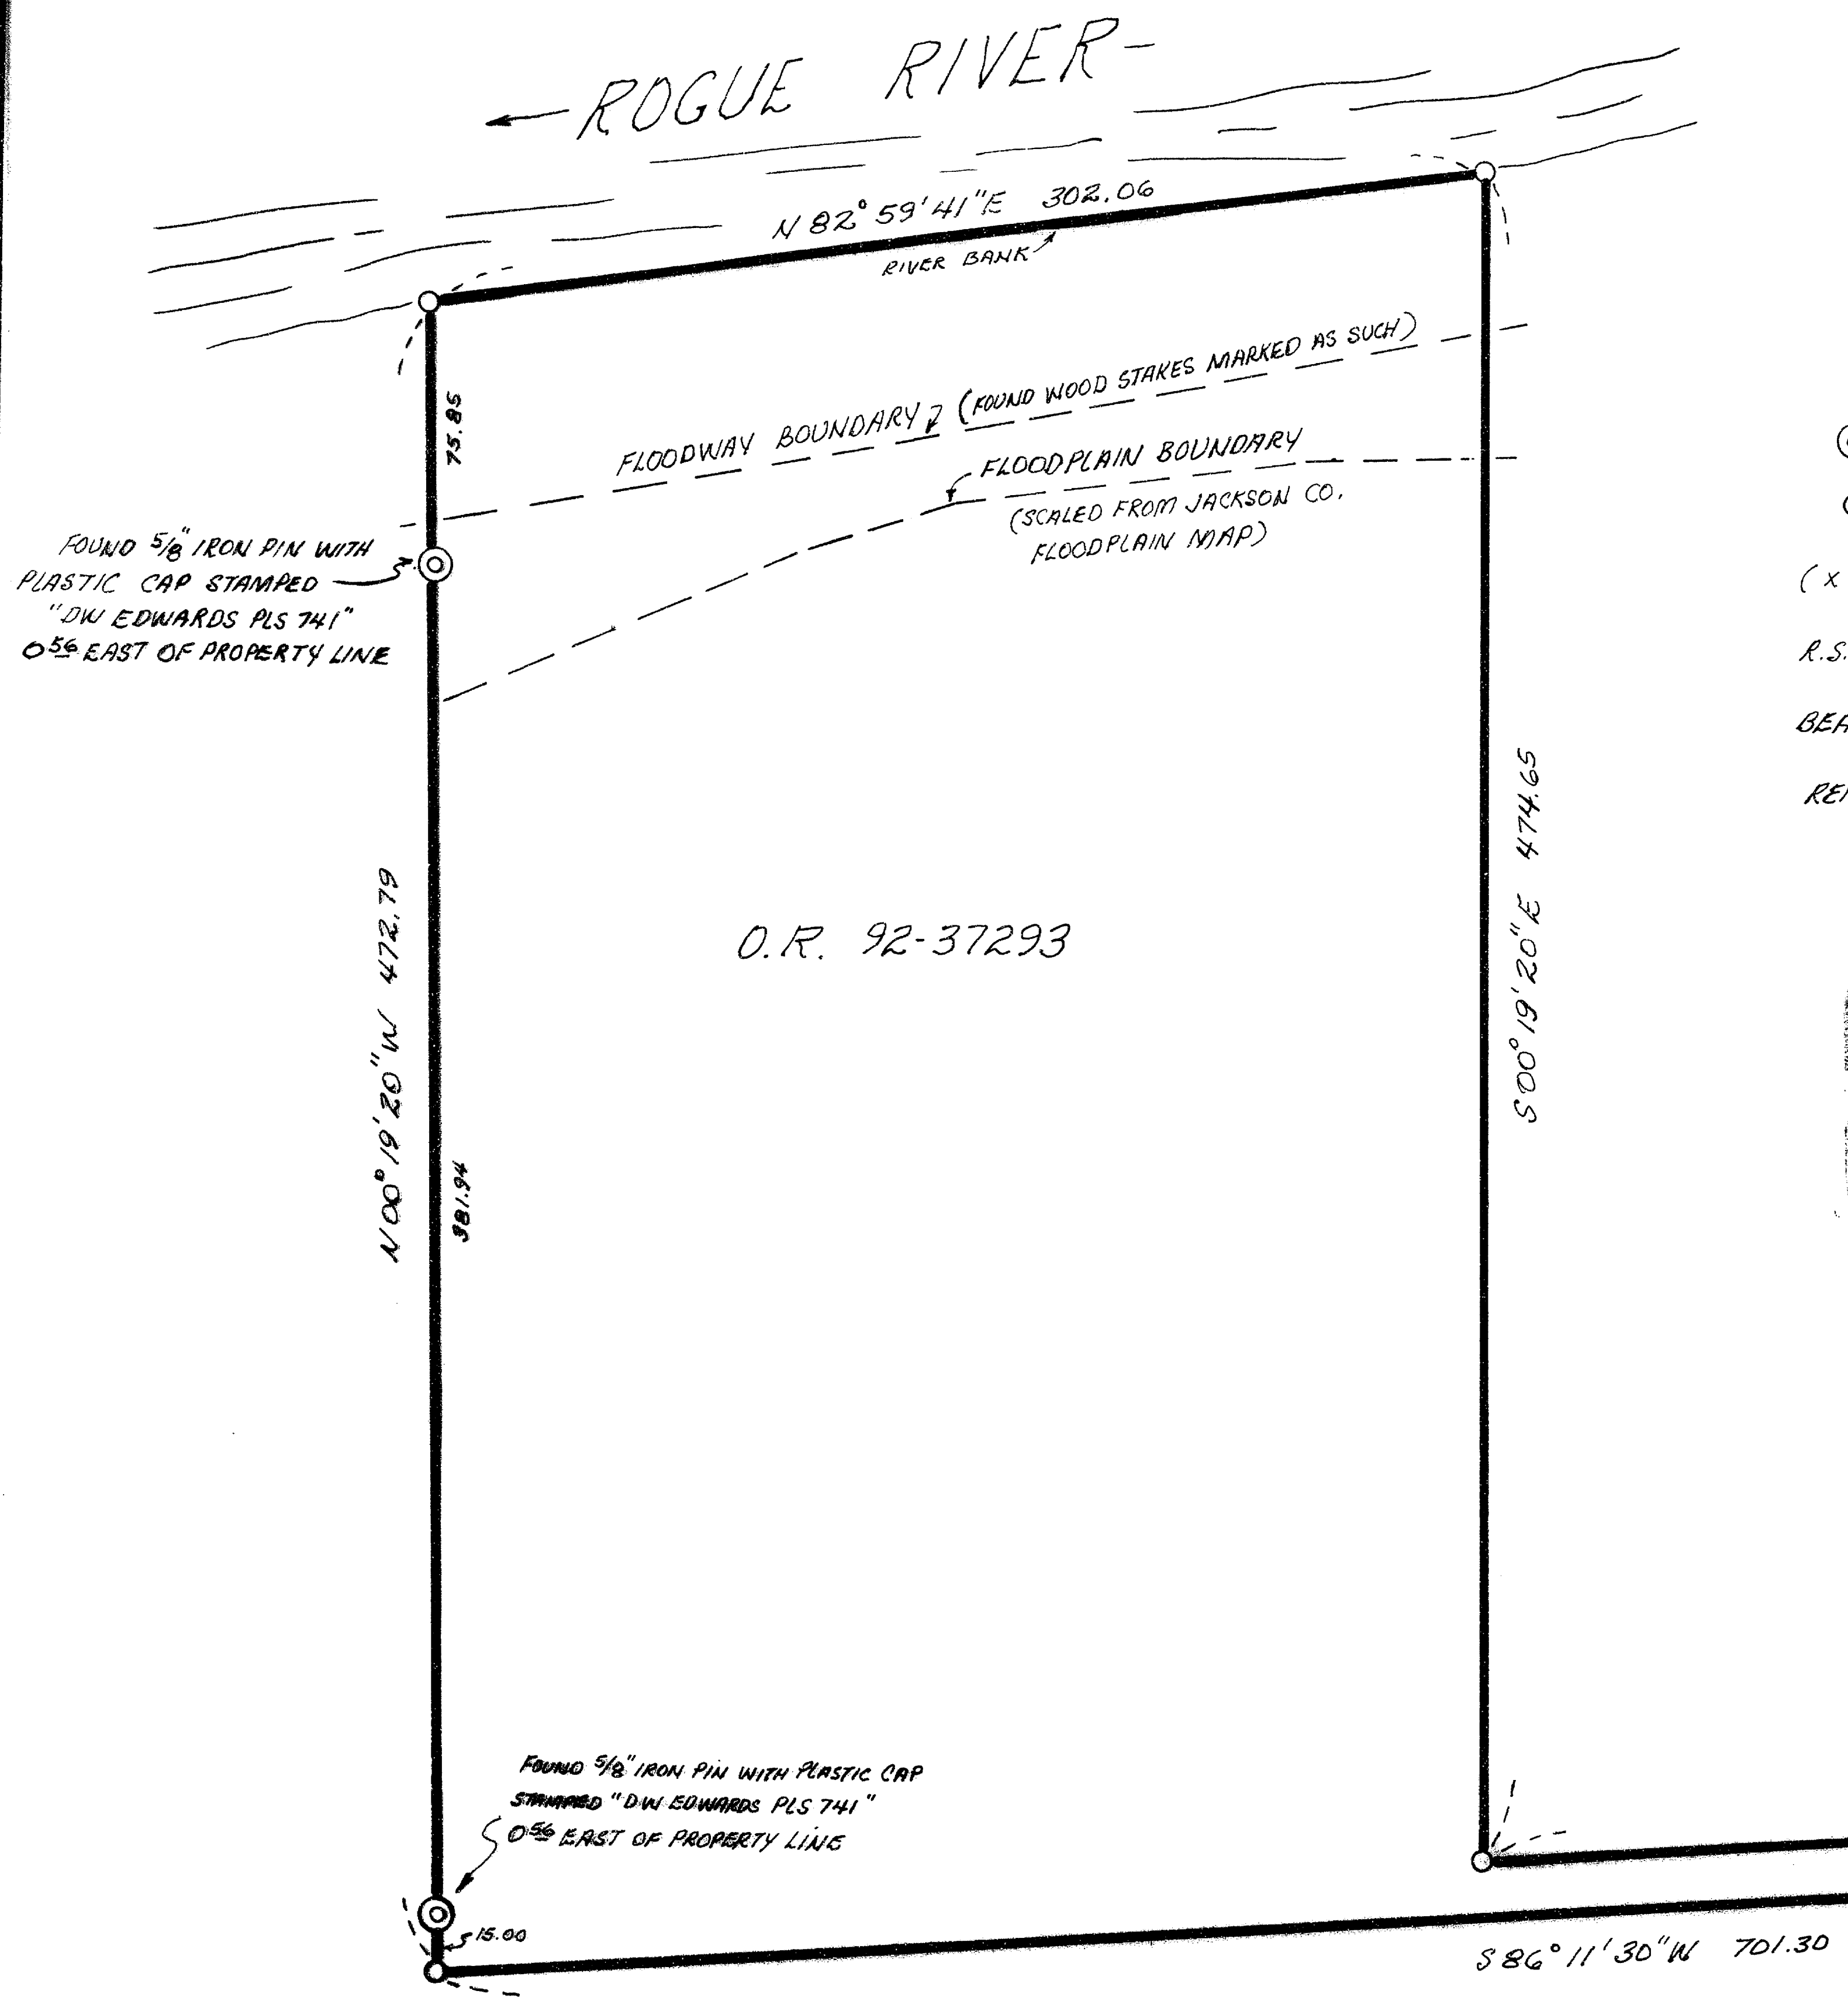 ROGUE RIVER
N 82° 59' 41" E 302.06
RIVER BANK
75.85
FLOODWAY BOUNDARY (FOUND WOOD STAKES MARKED AS SUCH)
FLOODPLAIN BOUNDARY
(SCALED FROM JACKSON CO.
FLOODPLAIN MAP)
FOUND 5/8" IRON PIN WITH
PLASTIC CAP STAMPED
"DW EDWARDS PLS 741"
0 56 EAST OF PROPERTY LINE
(X
R.S.
BEA
N 00° 19' 20" W 472.79
O.R. 92-37293
S 00° 19' 20" E 474.65
381.94
FOUND 5/8" IRON PIN WITH PLASTIC CAP
STAMPED "DW EDWARDS PLS 741"
0 56 EAST OF PROPERTY LINE
15.00
S 86° 11' 30" W 701.30